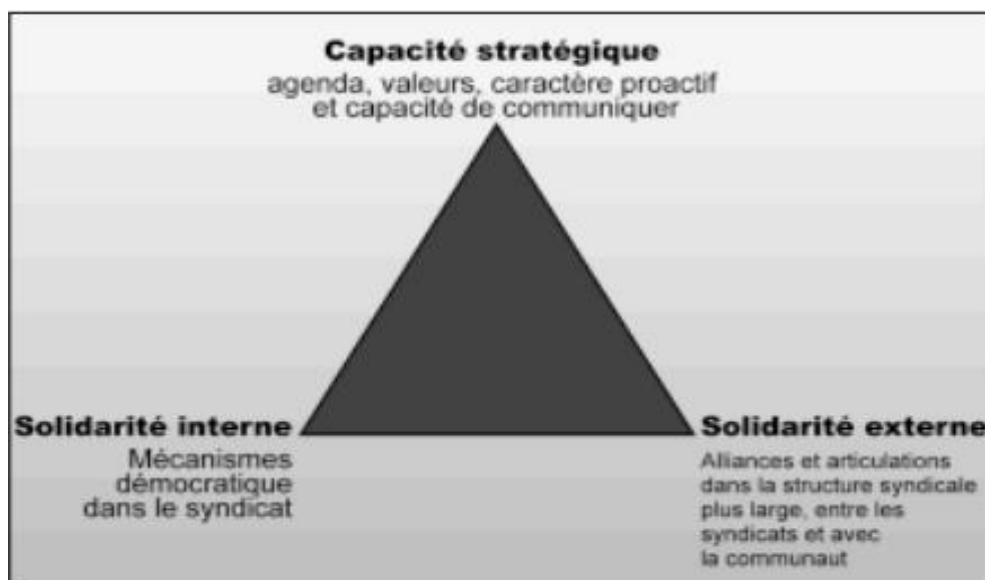 Capacité stratégique
agenda, valeurs, caractère proactif
et capacité de communiquer
Solidarité interne
Mécanismes
démocratique
dans le syndicat
Solidarité externe
Alliances et articulations
dans la structure syndicale
plus large, entre les
syndicats et avec
la communaut